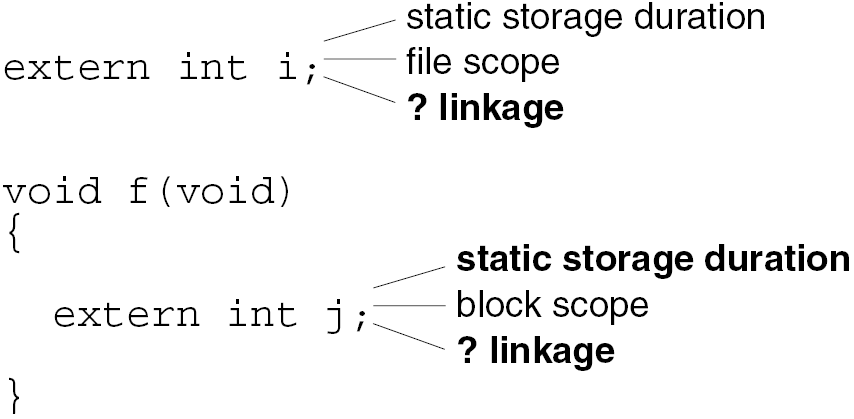 static storage duration
extern int i;
file scope
? linkage
void f(void)
{
static storage duration
extern int j;
block scope
? linkage
}